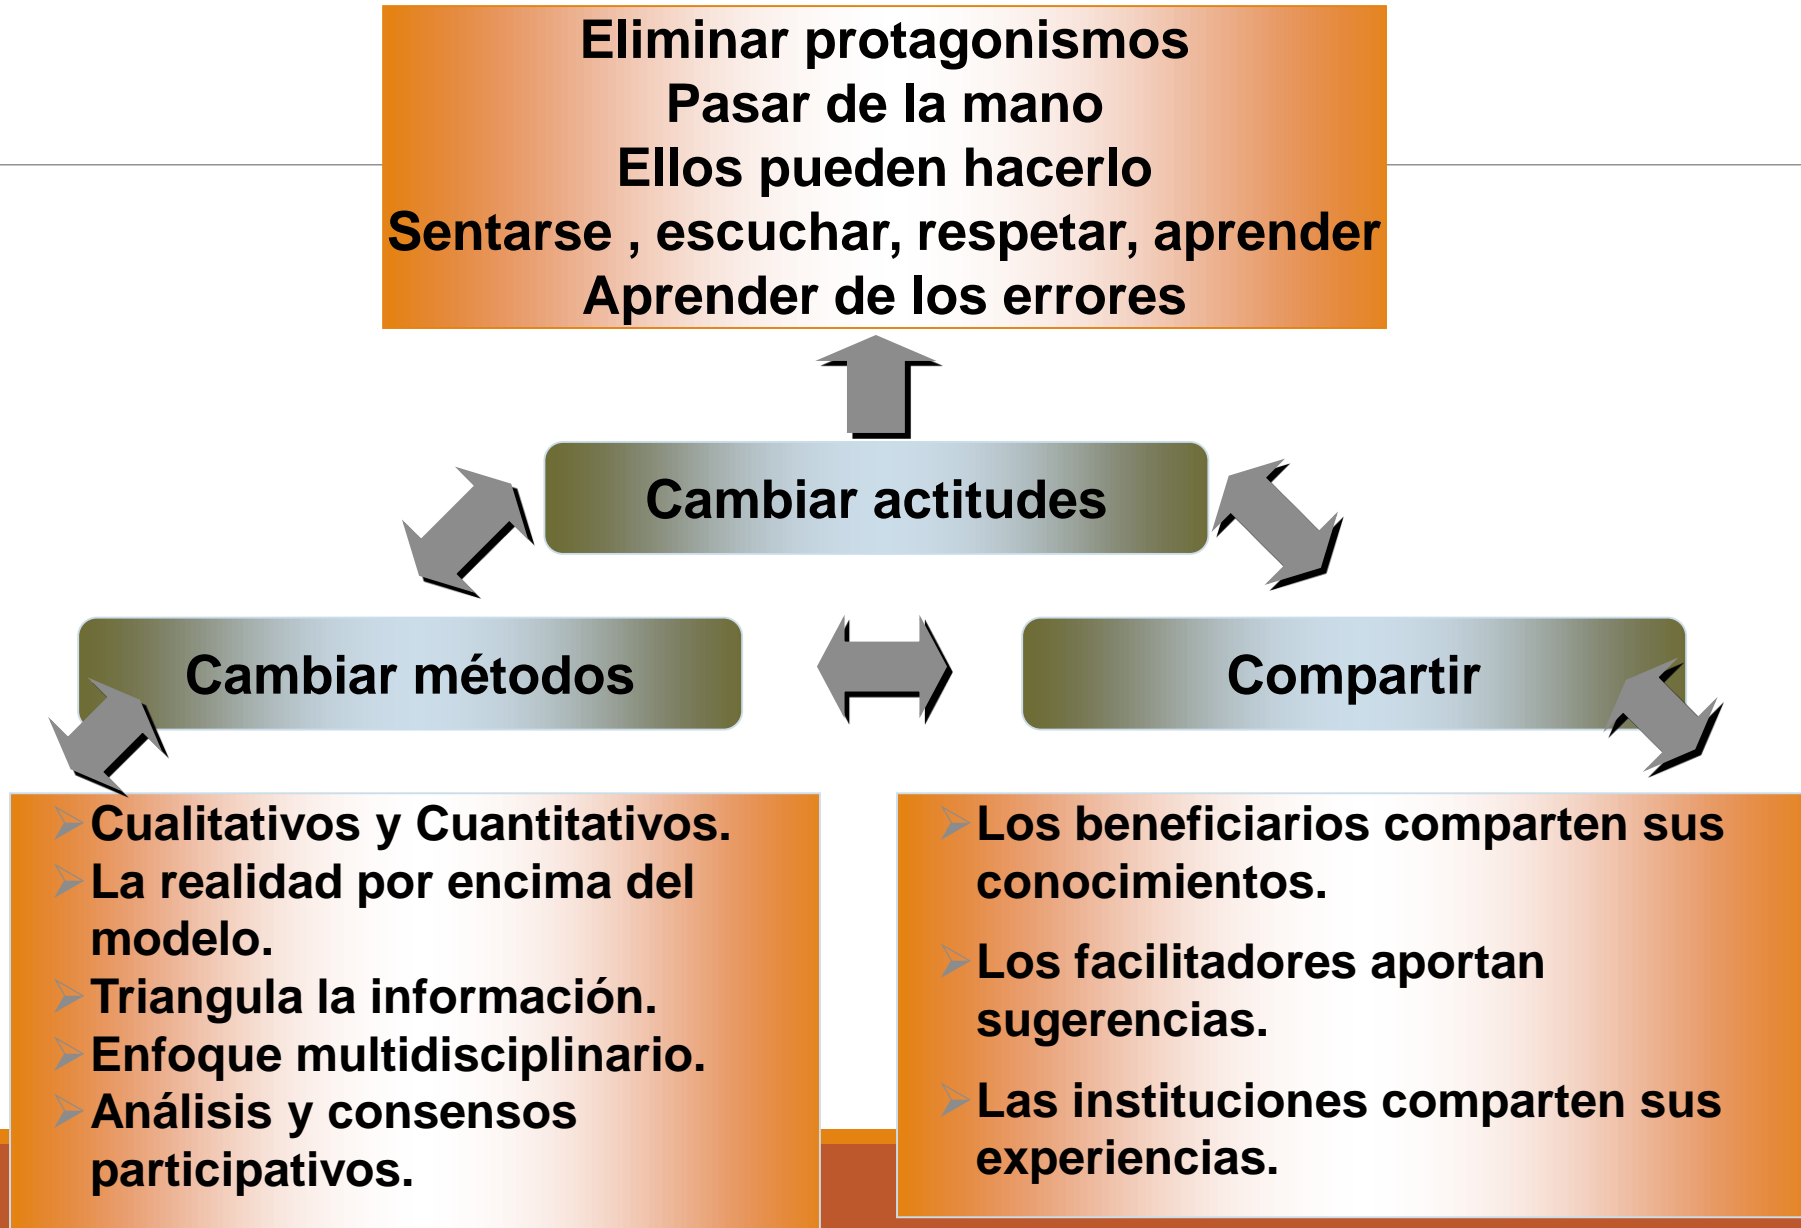 Eliminar protagonismos
Pasar de la mano
Ellos pueden hacerlo
Sentarse , escuchar, respetar, aprender
Aprender de los errores
Cambiar actitudes
Cambiar métodos
Compartir
Cualitativos y Cuantitativos.
La realidad por encima del
modelo.
Triangula la información.
Enfoque multidisciplinario.
Análisis y consensos
participativos.
Los beneficiarios comparten sus
conocimientos.
Los facilitadores aportan
sugerencias.
Las instituciones comparten sus
experiencias.